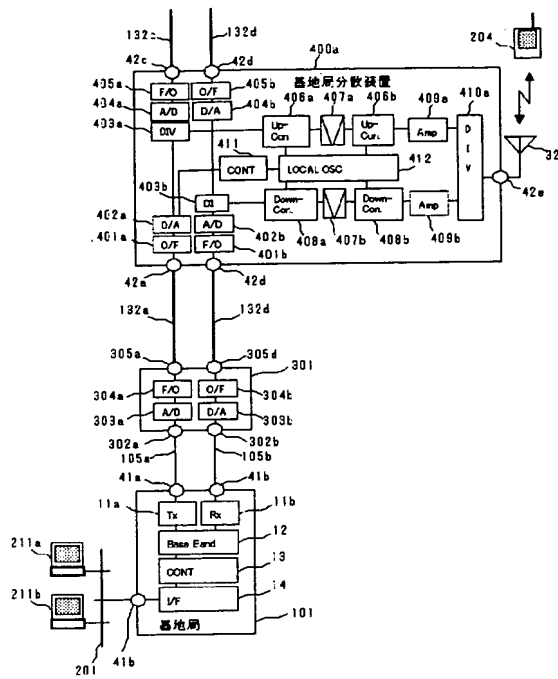 132c 132d
42c 42d 400a 204
405a F/O O/F 405b 基地局分散装置
404a A/D D/A 404b 406a 407a 406b 409a 410a
403a DIV Up-Con. Up-Con. Amp DIV
411 32
CONT LOCAL OSC 412
403b 42e
DI Down-Con. Down-Con. Amp
402a D/A A/D 402b
401a O/F F/O 401b 408a 407b 408b 409b
42a 42d
132a 132d
305a 305d 301
304a F/O O/F 304b
303a A/D D/A 303b
302a 302b
105a 105b
41a 41b
11a Tx Rx 11b
211a Base Eand 12
CONT 13
211b I/F 14
基地局 101
201 41b